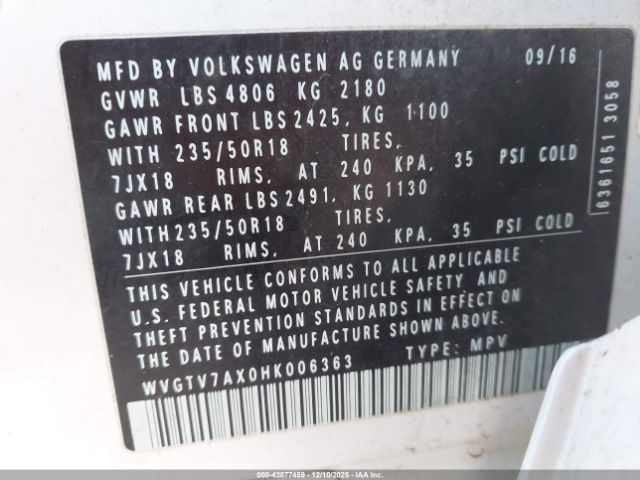 MFD BY VOLKSWAGEN AG GERMANY 09/16
GVWR LBS 4806 KG 2180
GAWR FRONT LBS 2425, KG 1100
WITH 235/50R18 TIRES,
7JX18 RIMS, AT 240 KPA, 35 PSI COLD
GAWR REAR LBS 2491, KG 1130
WITH235/50R18 TIRES,
7JX18 RIMS, AT 240 KPA, 35 PSI COLD
THIS VEHICLE CONFORMS TO ALL APPLICABLE
U.S. FEDERAL MOTOR VEHICLE SAFETY AND
THEFT PREVENTION STANDARDS IN EFFECT ON
THE DATE OF MANUFACTURE SHOWN ABOVE.
WVGTV7AX0HK006363 TYPE: MPV
6361651 3058
000-43877459 - 12/10/2025 - IAAI.CA